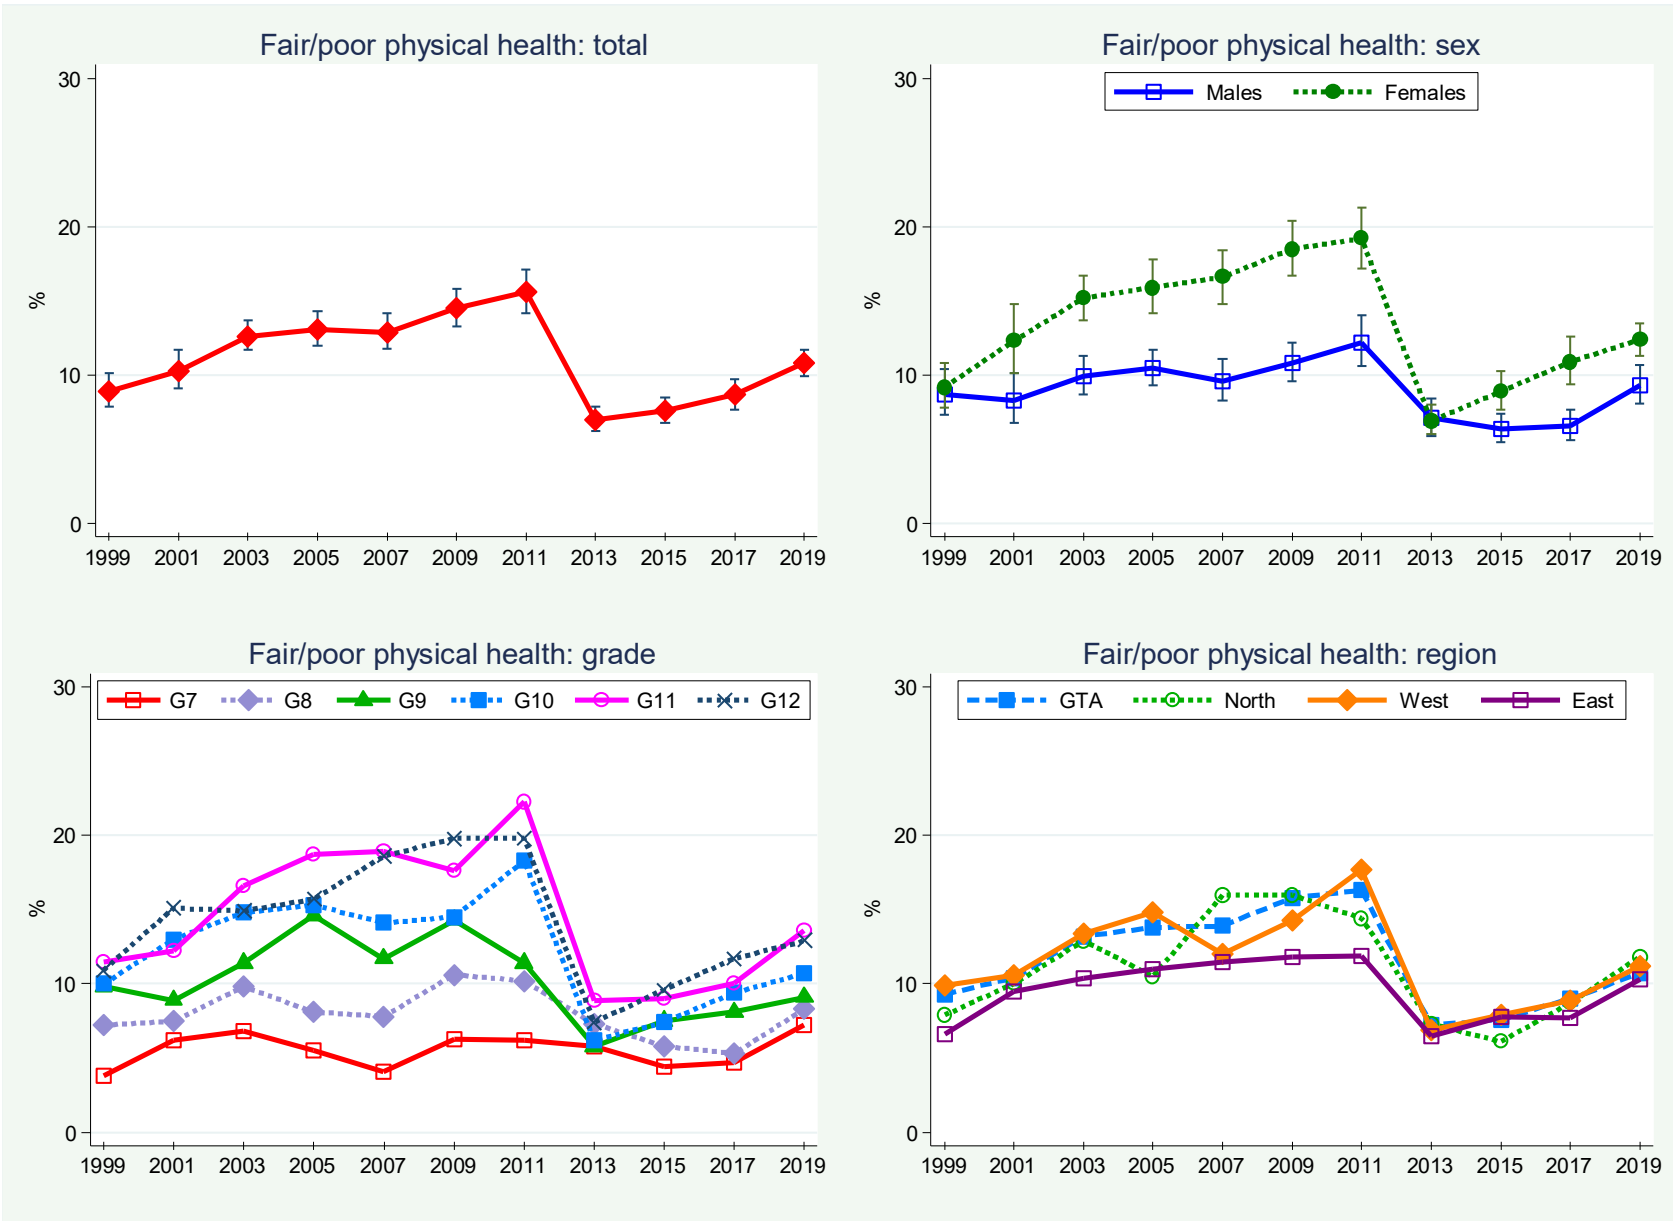 Fair/poor physical health: total
30
20
10
0
%
1999 2001 2003 2005 2007 2009 2011 2013 2015 2017 2019
Fair/poor physical health: sex
Males Females
30
20
10
0
%
1999 2001 2003 2005 2007 2009 2011 2013 2015 2017 2019
Fair/poor physical health: grade
G7 G8 G9 G10 G11 G12
30
20
10
0
%
1999 2001 2003 2005 2007 2009 2011 2013 2015 2017 2019
Fair/poor physical health: region
GTA North West East
30
20
10
0
%
1999 2001 2003 2005 2007 2009 2011 2013 2015 2017 2019